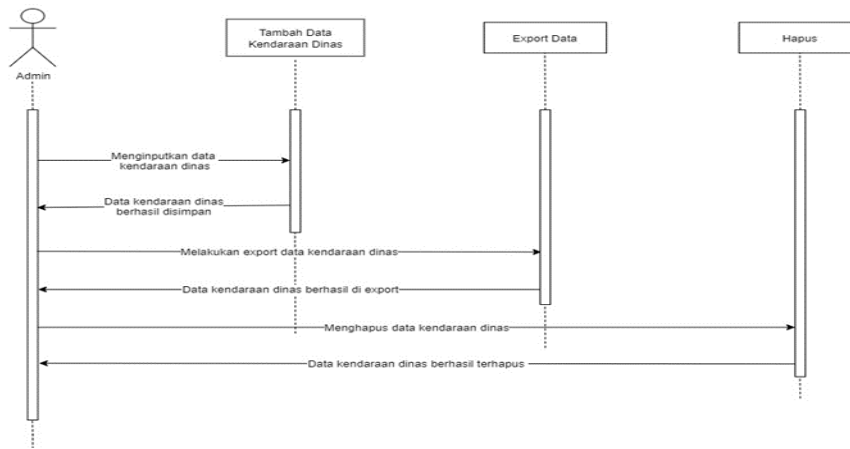 Tambah Data
Kendaraan Dinas
Export Data
Hapus
Admin
Menginputkan data
kendaraan dinas
Data kendaraan dinas
berhasil disimpan
Melakukan export data kendaraan dinas
Data kendaraan dinas berhasil di export
Menghapus data kendaraan dinas
Data kendaraan dinas berhasil terhapus